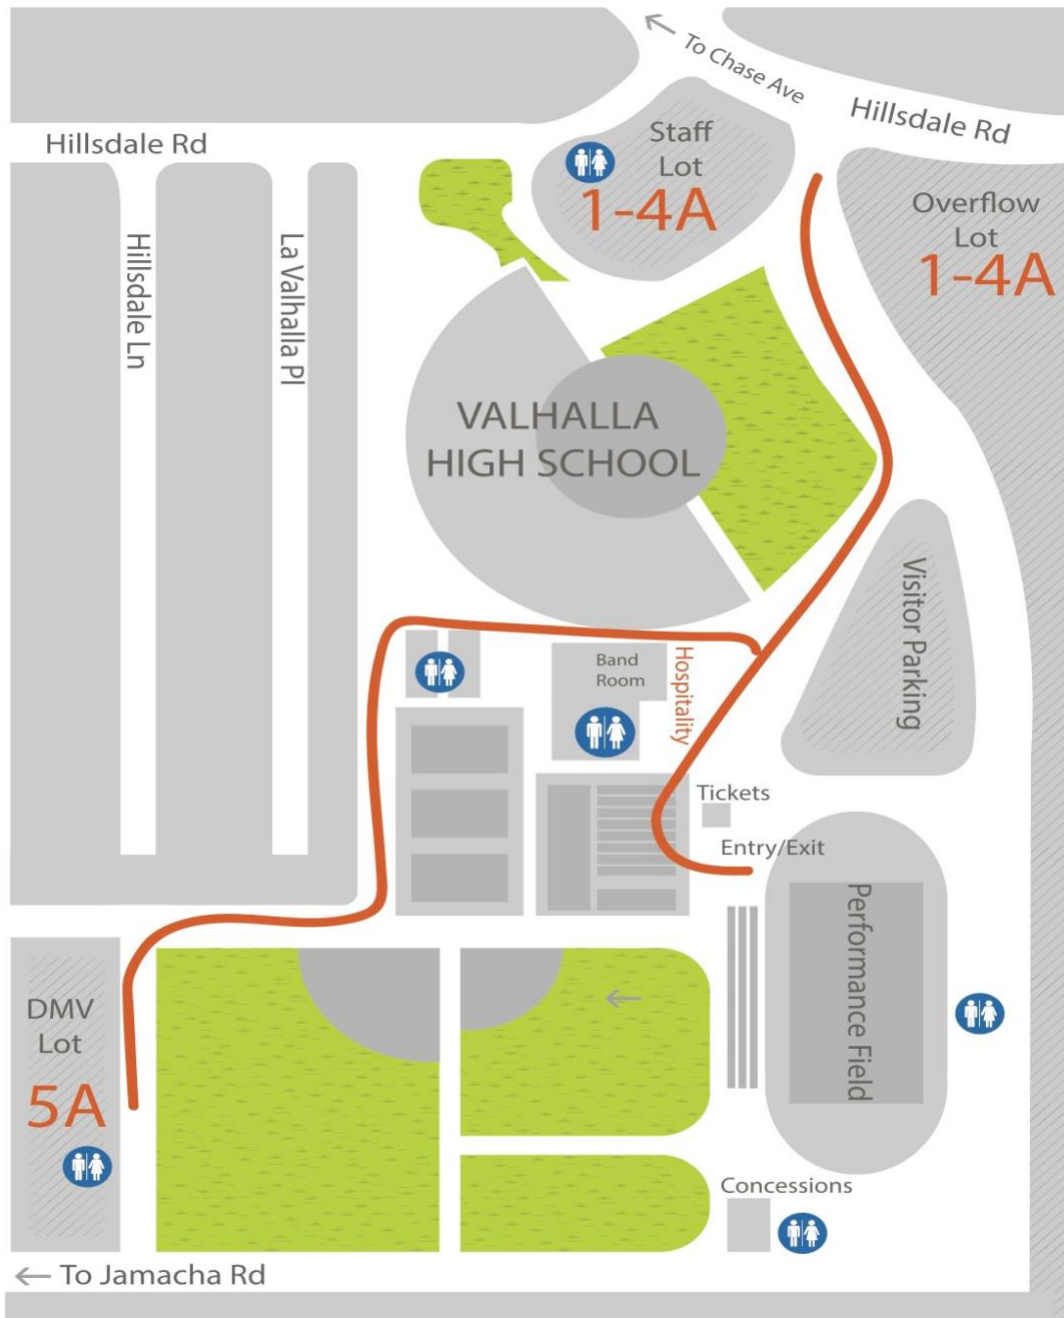 To Chase Ave
Hillsdale Rd
Hillsdale Rd
Staff
Lot
1-4A
Overflow
Lot
1-4A
Hillsdale Ln
La Valhalla Pl
VALHALLA
HIGH SCHOOL
Visitor Parking
Band
Room
Hospitality
Tickets
Entry/Exit
Performance Field
DMV
Lot
5A
Concessions
To Jamacha Rd